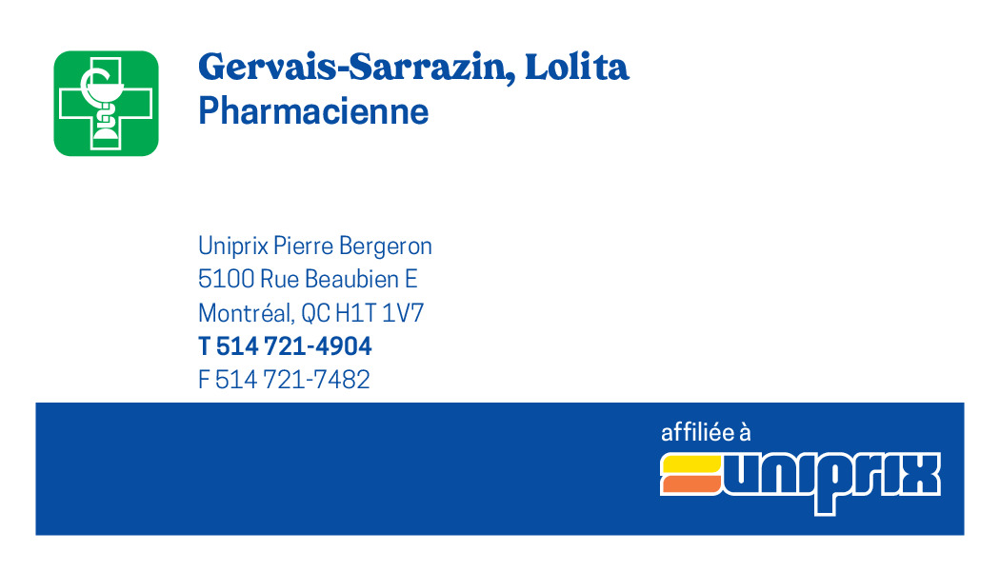 Gervais-Sarrazin, Lolita
Pharmacienne
Uniprix Pierre Bergeron
5100 Rue Beaubien E
Montréal, QC H1T 1V7
T 514 721-4904
F 514 721-7482
affiliée à
uniprix